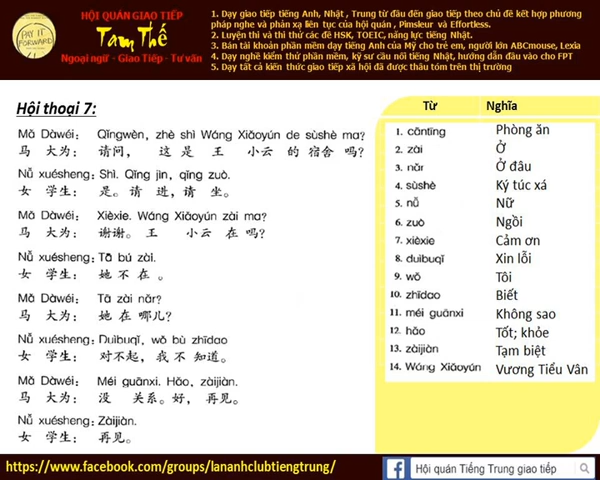 PAY IT
FORWARD
HỘI QUÁN GIAO TIẾP
Tam Thế
Ngoại ngữ - Giao Tiếp - Tư vấn
1. Dạy giao tiếp tiếng Anh, Nhật , Trung từ đầu đến giao tiếp theo chủ đề kết hợp phương
pháp nghe và phản xạ liên tục của hội quán , Pimsleur và Effortless.
2. Luyện thi và thi thử các đề HSK, TOEIC, năng lực tiếng Nhật.
3. Bán tài khoản phần mềm dạy tiếng Anh của Mỹ cho trẻ em, người lớn ABCmouse, Lexia
4. Dạy nghề kiểm thử phần mềm, kỹ sư cầu nối tiếng Nhật, hướng dẫn đầu vào cho FPT
5. Dạy tất cả kiến thức giao tiếp xã hội đã được thâu tóm trên thị trường
Hội thoại 7:
Mǎ Dàwéi: Qǐngwèn, zhè shì Wáng Xiǎoyún de sùshè ma?
马 大为: 请问, 这 是 王 小云 的 宿舍 吗?
Nǚ xuésheng: Shì. Qǐng jìn, qǐng zuò.
女 学生: 是。请 进, 请 坐。
Mǎ Dàwéi: Xièxie. Wáng Xiǎoyún zài ma?
马 大为: 谢谢。王 小云 在 吗?
Nǚ xuésheng: Tā bú zài.
女 学生: 她 不 在 。
Mǎ Dàwéi: Tā zài nǎr?
马 大为: 她 在 哪儿?
Nǚ xuésheng: Duìbuqǐ, wǒ bù zhīdao
女 学生: 对不起, 我 不 知道。
Mǎ Dàwéi: Méi guānxi. Hǎo, zàijiàn.
马 大为: 没 关系。好, 再见。
Nǚ xuésheng: Zàijiàn.
女 学生: 再见。
Từ Nghĩa
1. cāntīng Phòng ăn
2. zài Ở
3. nǎr Ở đâu
4. sùshè Ký túc xá
5. nǚ Nữ
6. zuò Ngồi
7. xièxie Cảm ơn
8. duìbuqǐ Xin lỗi
9. wǒ Tôi
10. zhīdao Biết
11. méi guānxi Không sao
12. hǎo Tốt; khỏe
13. zàijiàn Tạm biệt
14. Wáng Xiǎoyún Vương Tiểu Vân
https://www.facebook.com/groups/lananhclubtiengtrung/
f Hội quán Tiếng Trung giao tiếp